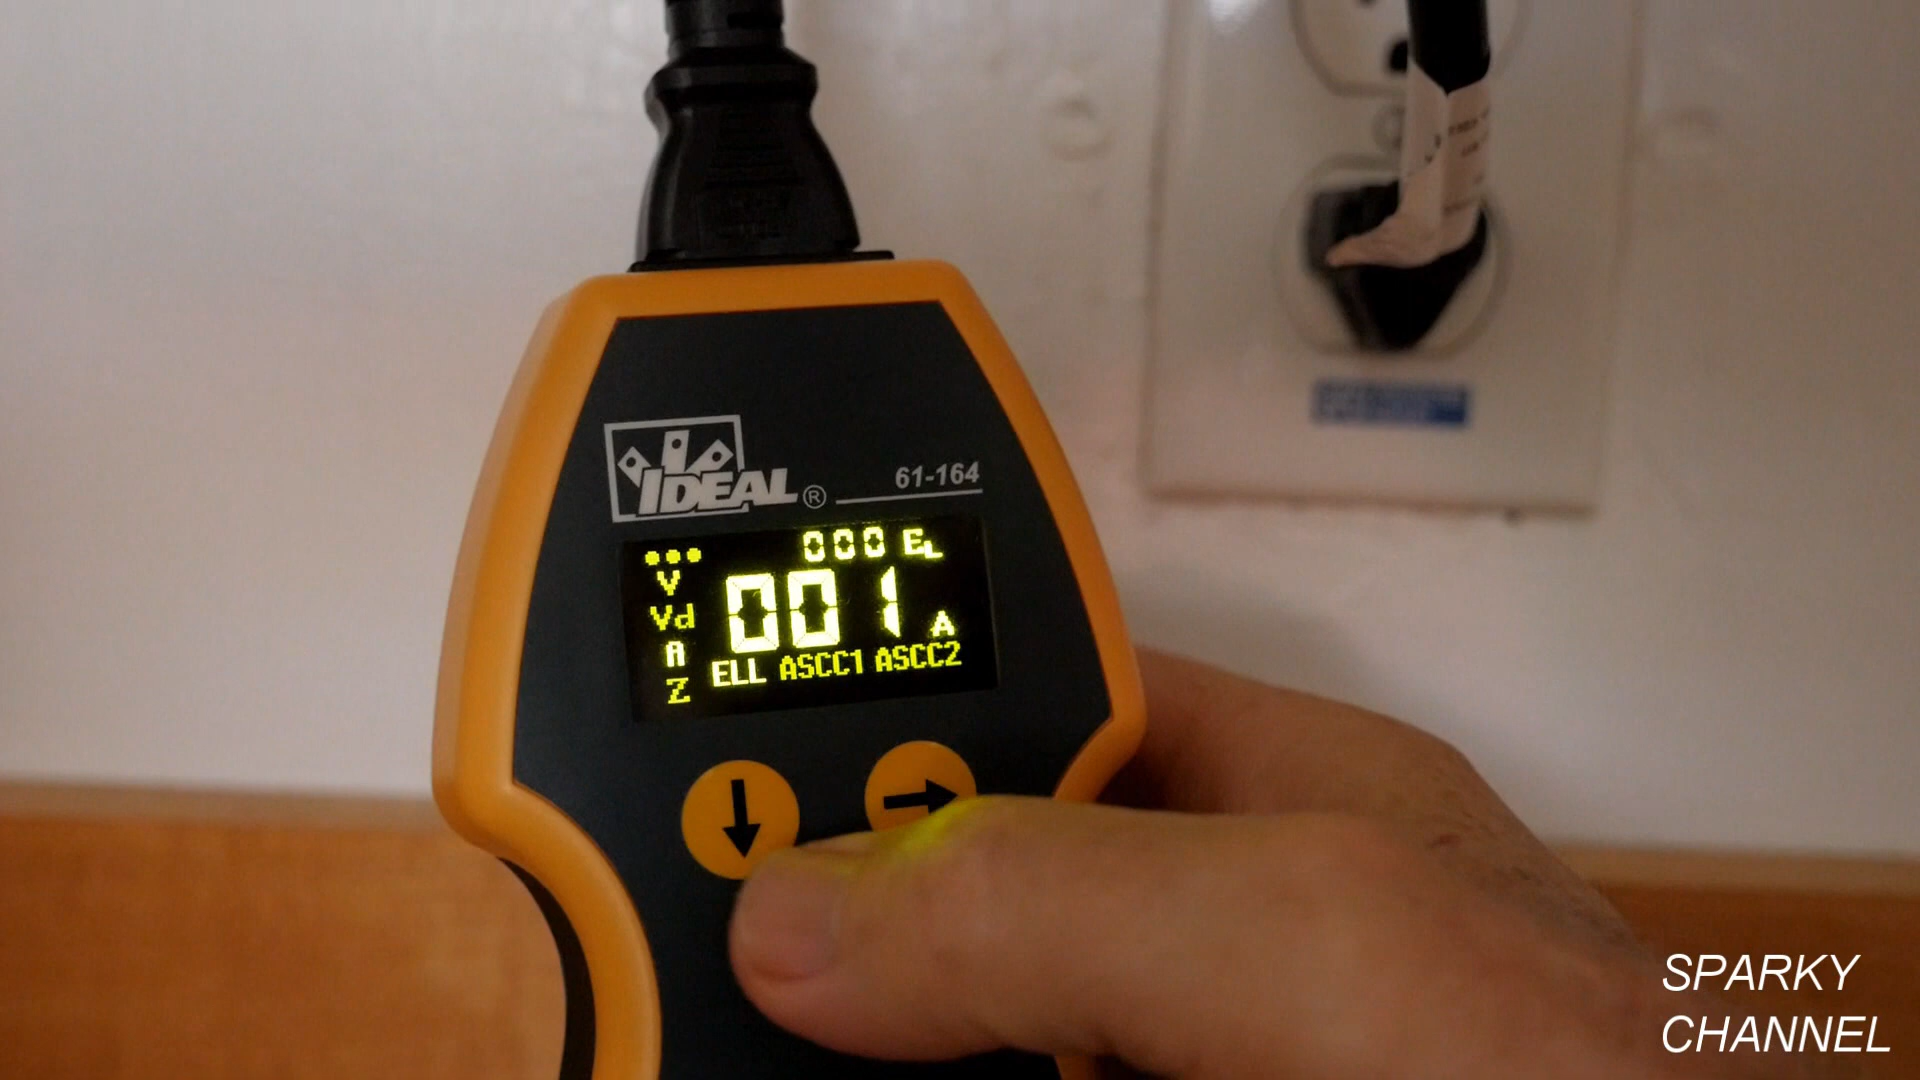 IDEAL®
61-164
000 EL
V
001 A
Vd
A
ELL ASCC1 ASCC2
Z
SPARKY
CHANNEL